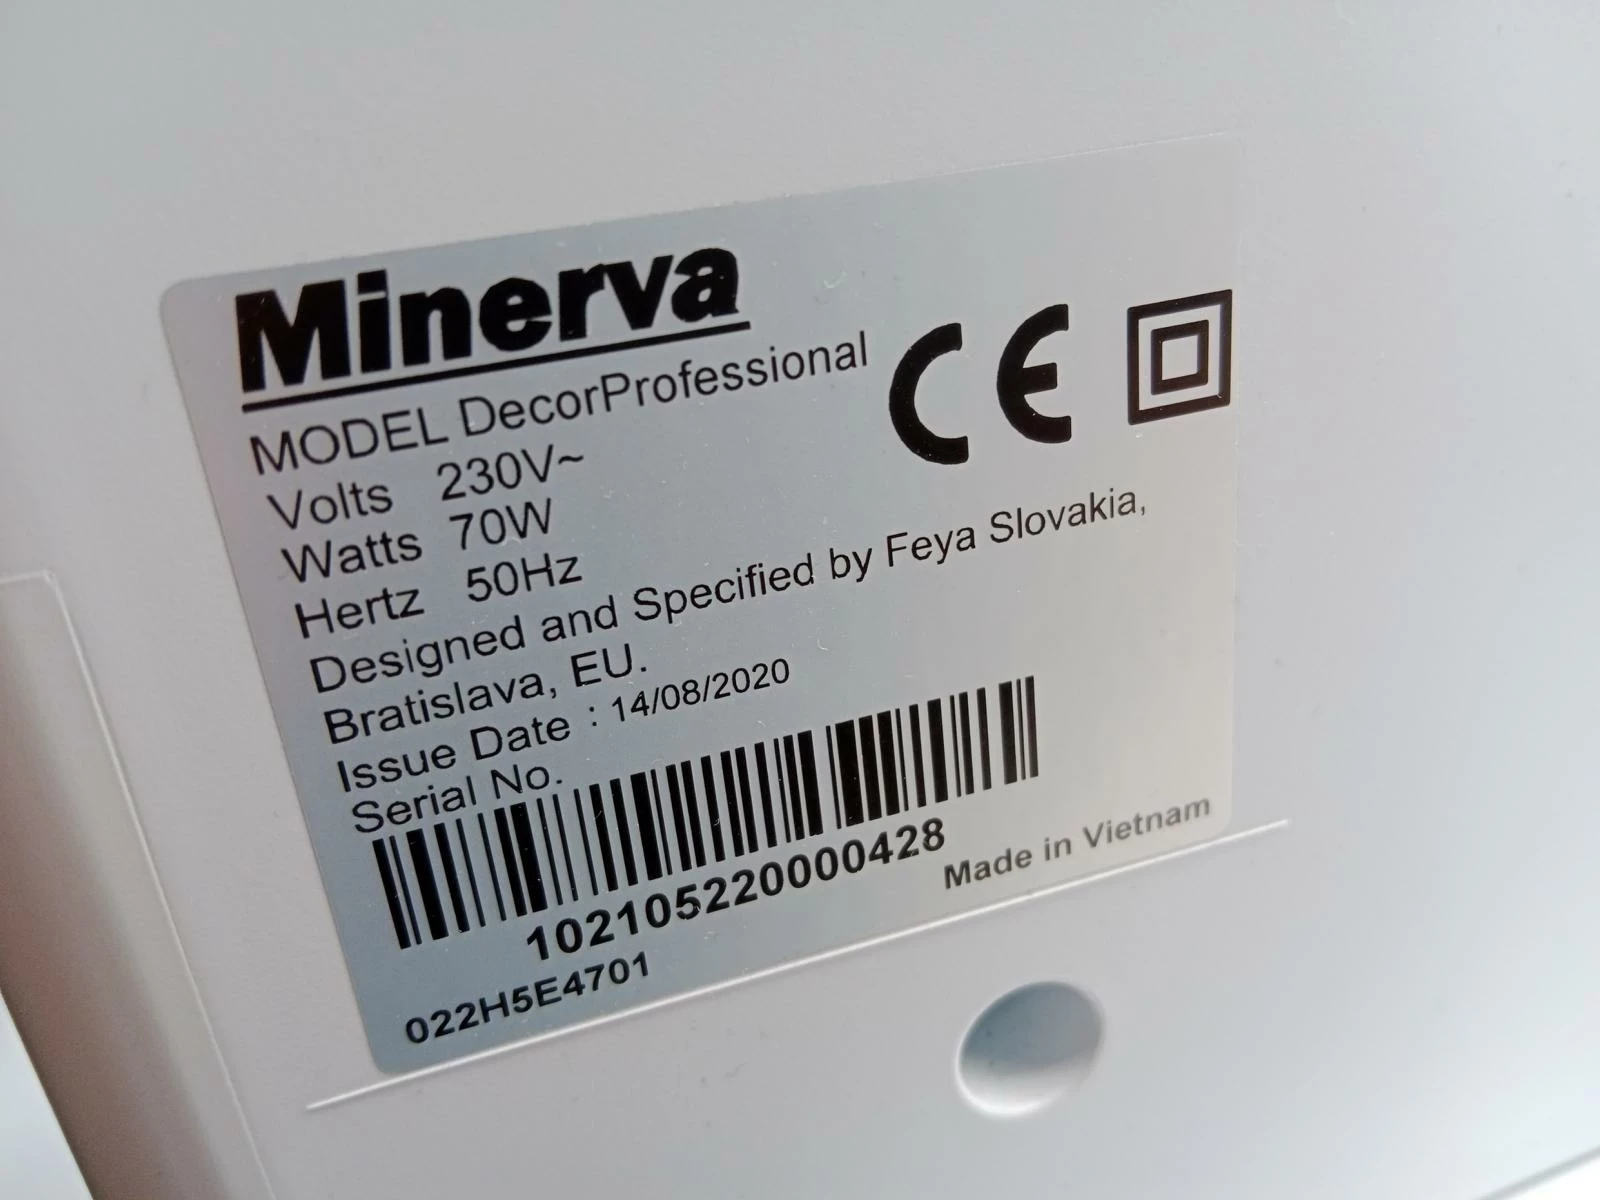 Minerva
MODEL DecorProfessional
Volts 230V~
Watts 70W
Hertz 50Hz
Designed and Specified by Feya Slovakia,
Bratislava, EU.
Issue Date : 14/08/2020
Serial No.
102105220000428
Made in Vietnam
022H5E4701
CE